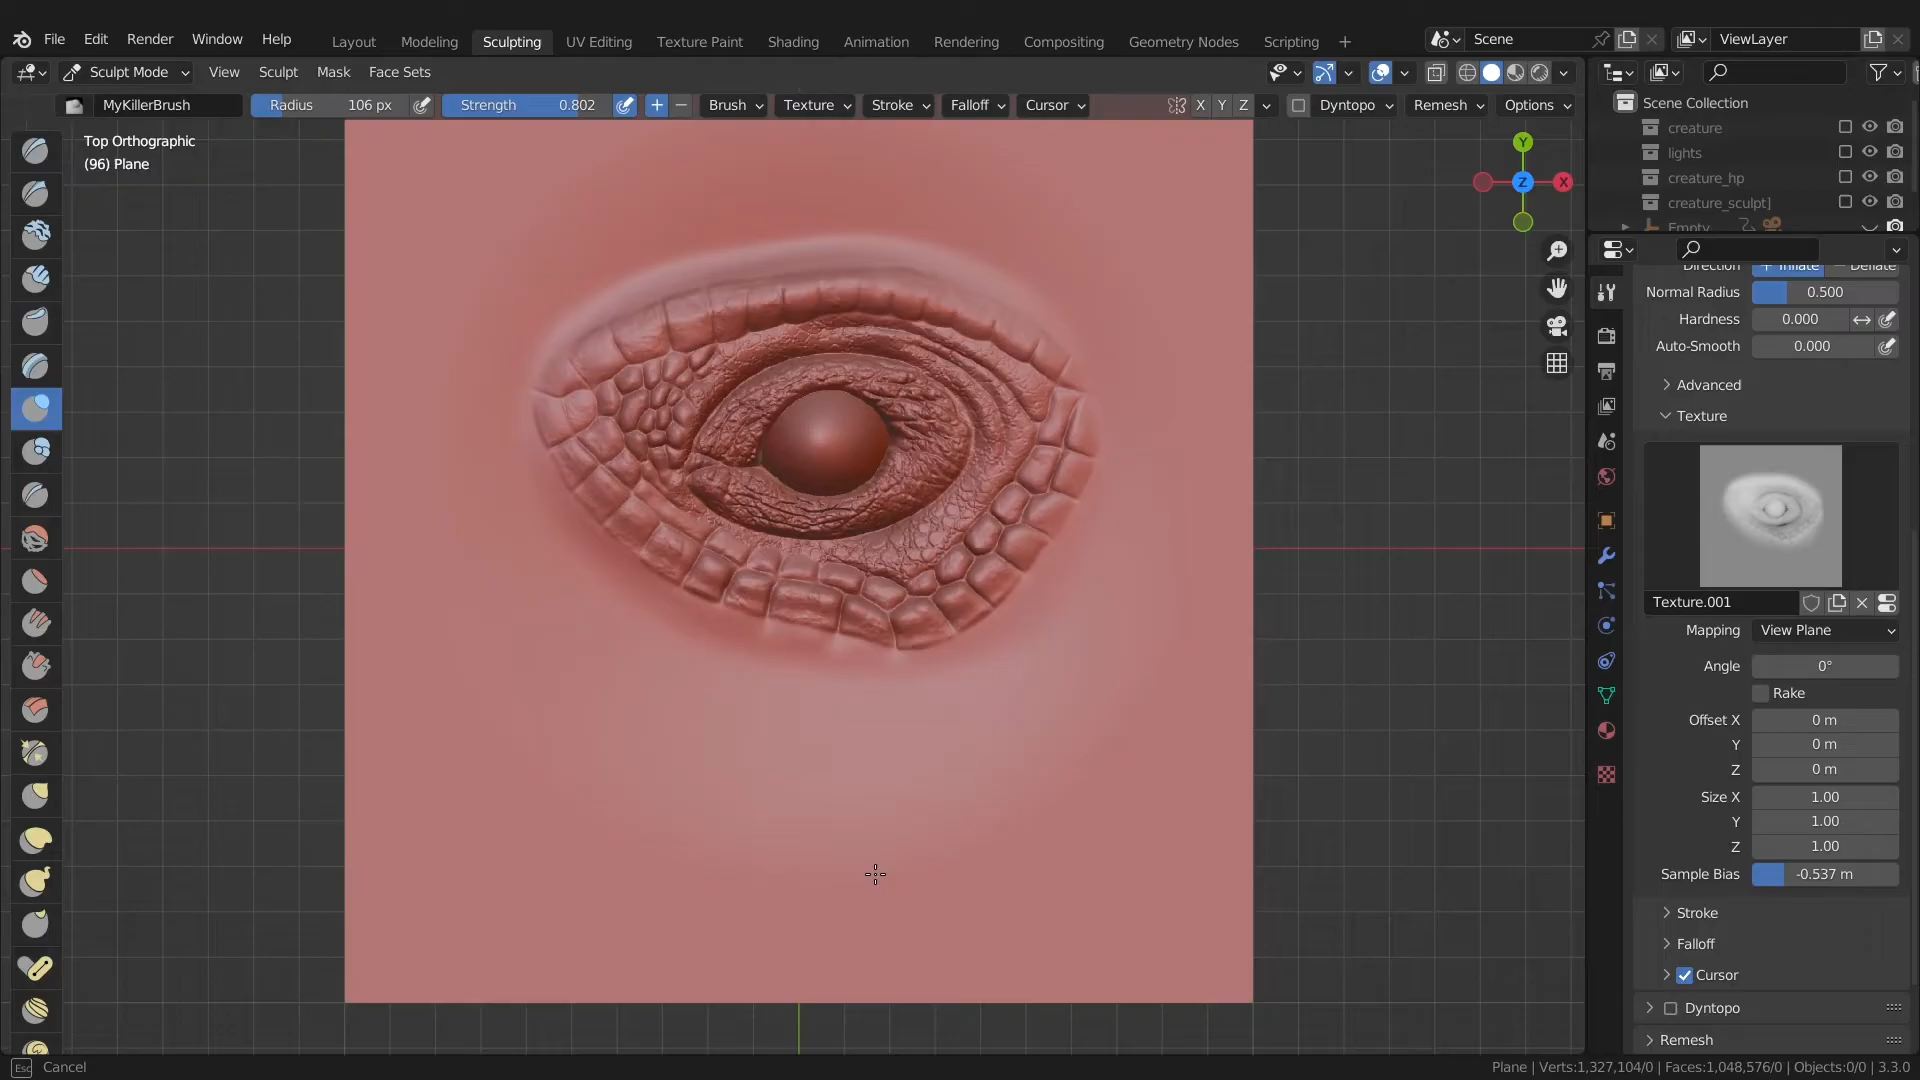 File Edit Render Window Help Layout Modeling Sculpting UV Editing Texture Paint Shading Animation Rendering Compositing Geometry Nodes Scripting + Scene ViewLayer
Sculpt Mode View Sculpt Mask Face Sets
MyKillerBrush Radius 106 px Strength 0.802 Brush Texture Stroke Falloff Cursor X Y Z Dyntopo Remesh Options
Scene Collection
creature
lights
creature_hp
creature_sculpt]
Empty
Top Orthographic
(96) Plane
Y
Z
X
Direction + Inflate − Deflate
Normal Radius 0.500
Hardness 0.000
Auto-Smooth 0.000
Advanced
Texture
Texture.001
Mapping View Plane
Angle 0°
Rake
Offset X 0 m
Y 0 m
Z 0 m
Size X 1.00
Y 1.00
Z 1.00
Sample Bias -0.537 m
Stroke
Falloff
Cursor
Dyntopo
Remesh
Esc Cancel
Plane | Verts:1,327,104/0 | Faces:1,048,576/0 | Objects:0/0 | 3.3.0